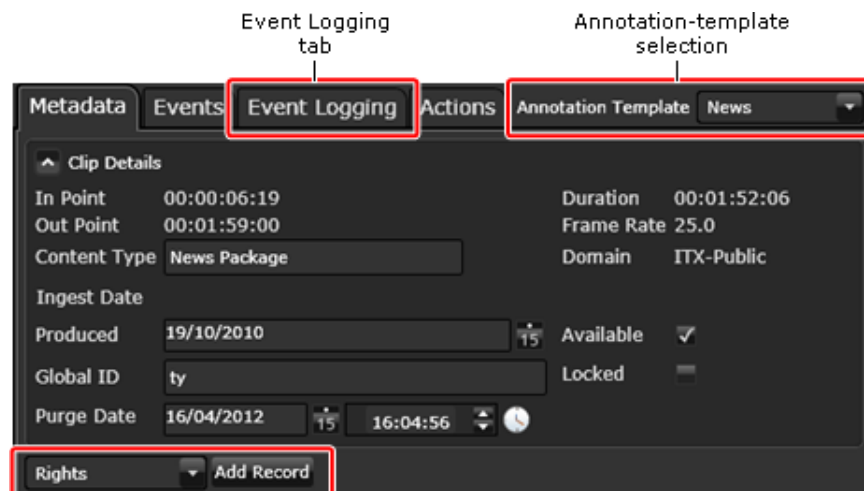 Event Logging
tab
Annotation-template
selection
Metadata Events Event Logging Actions Annotation Template News
Clip Details
In Point 00:00:06:19 Duration 00:01:52:06
Out Point 00:01:59:00 Frame Rate 25.0
Content Type News Package Domain ITX-Public
Ingest Date
Produced 19/10/2010 15 Available
Global ID ty Locked
Purge Date 16/04/2012 15 16:04:56
Rights Add Record